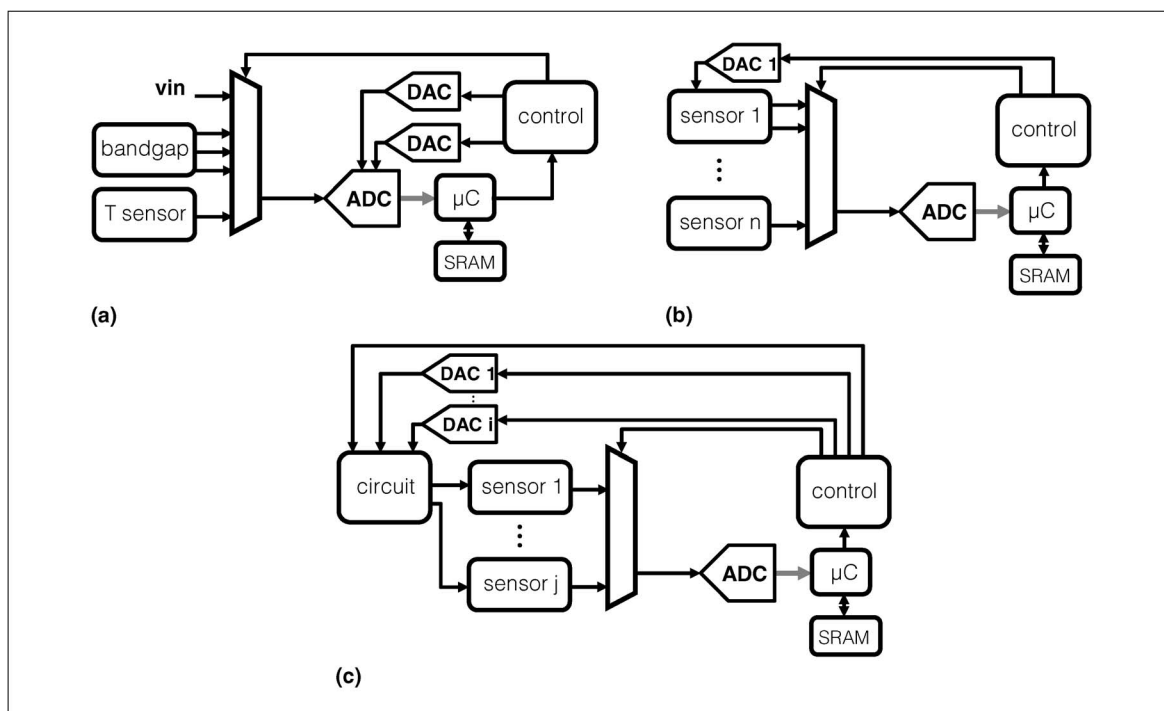 vin
bandgap
T sensor
DAC
DAC
control
ADC
µC
SRAM
(a)
DAC 1
sensor 1
sensor n
control
ADC
µC
SRAM
(b)
DAC 1
DAC i
circuit
sensor 1
sensor j
control
ADC
µC
SRAM
(c)